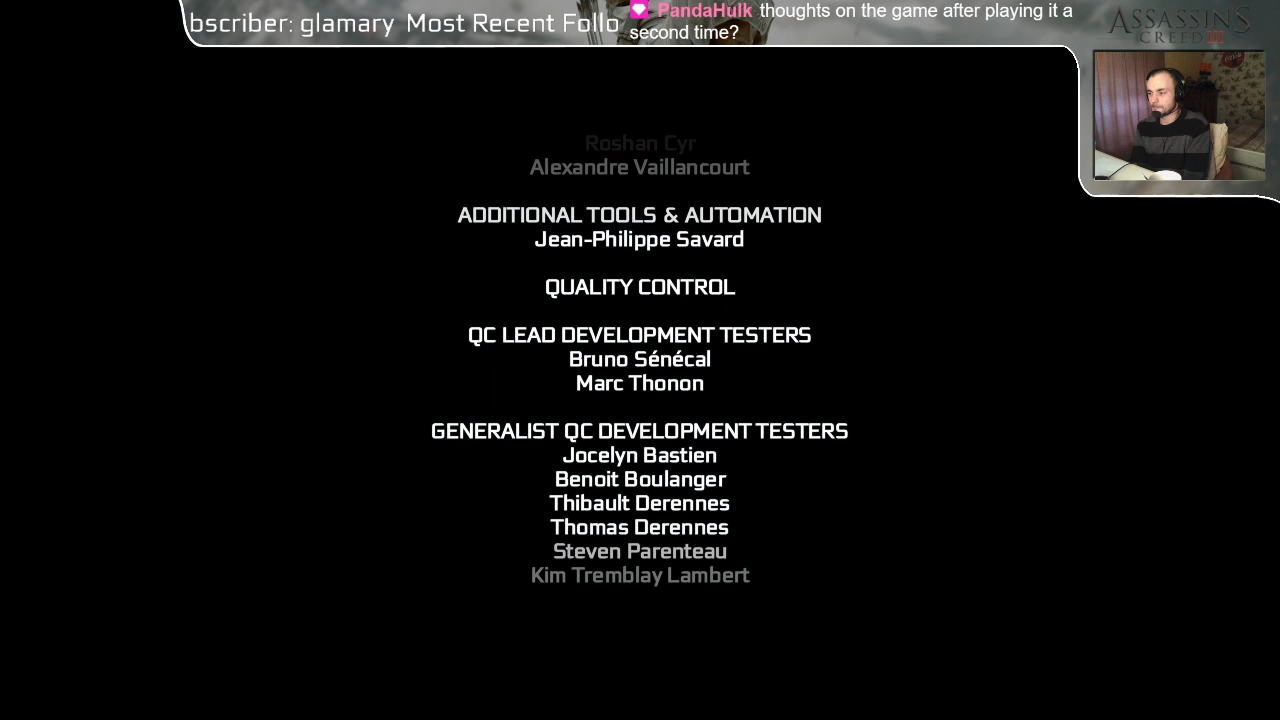 bscriber: glamary Most Recent Follo
PandaHulk thoughts on the game after playing it a
second time?
ASSASSIN'S
CREED III
Roshan Cyr
Alexandre Vaillancourt
ADDITIONAL TOOLS & AUTOMATION
Jean-Philippe Savard
QUALITY CONTROL
QC LEAD DEVELOPMENT TESTERS
Bruno Sénécal
Marc Thonon
GENERALIST QC DEVELOPMENT TESTERS
Jocelyn Bastien
Benoit Boulanger
Thibault Derennes
Thomas Derennes
Steven Parenteau
Kim Tremblay Lambert